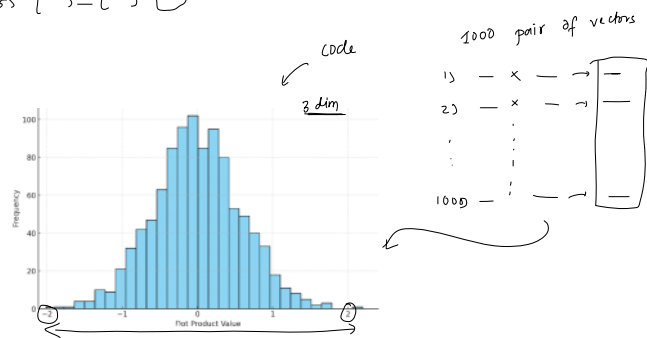 1000 pair of vectors
code
3 dim
1) — x — →
2) — x — →
1000) — — →
100
80
60
40
20
0
Frequency
-2 -1 0 1 2
Dot Product Value